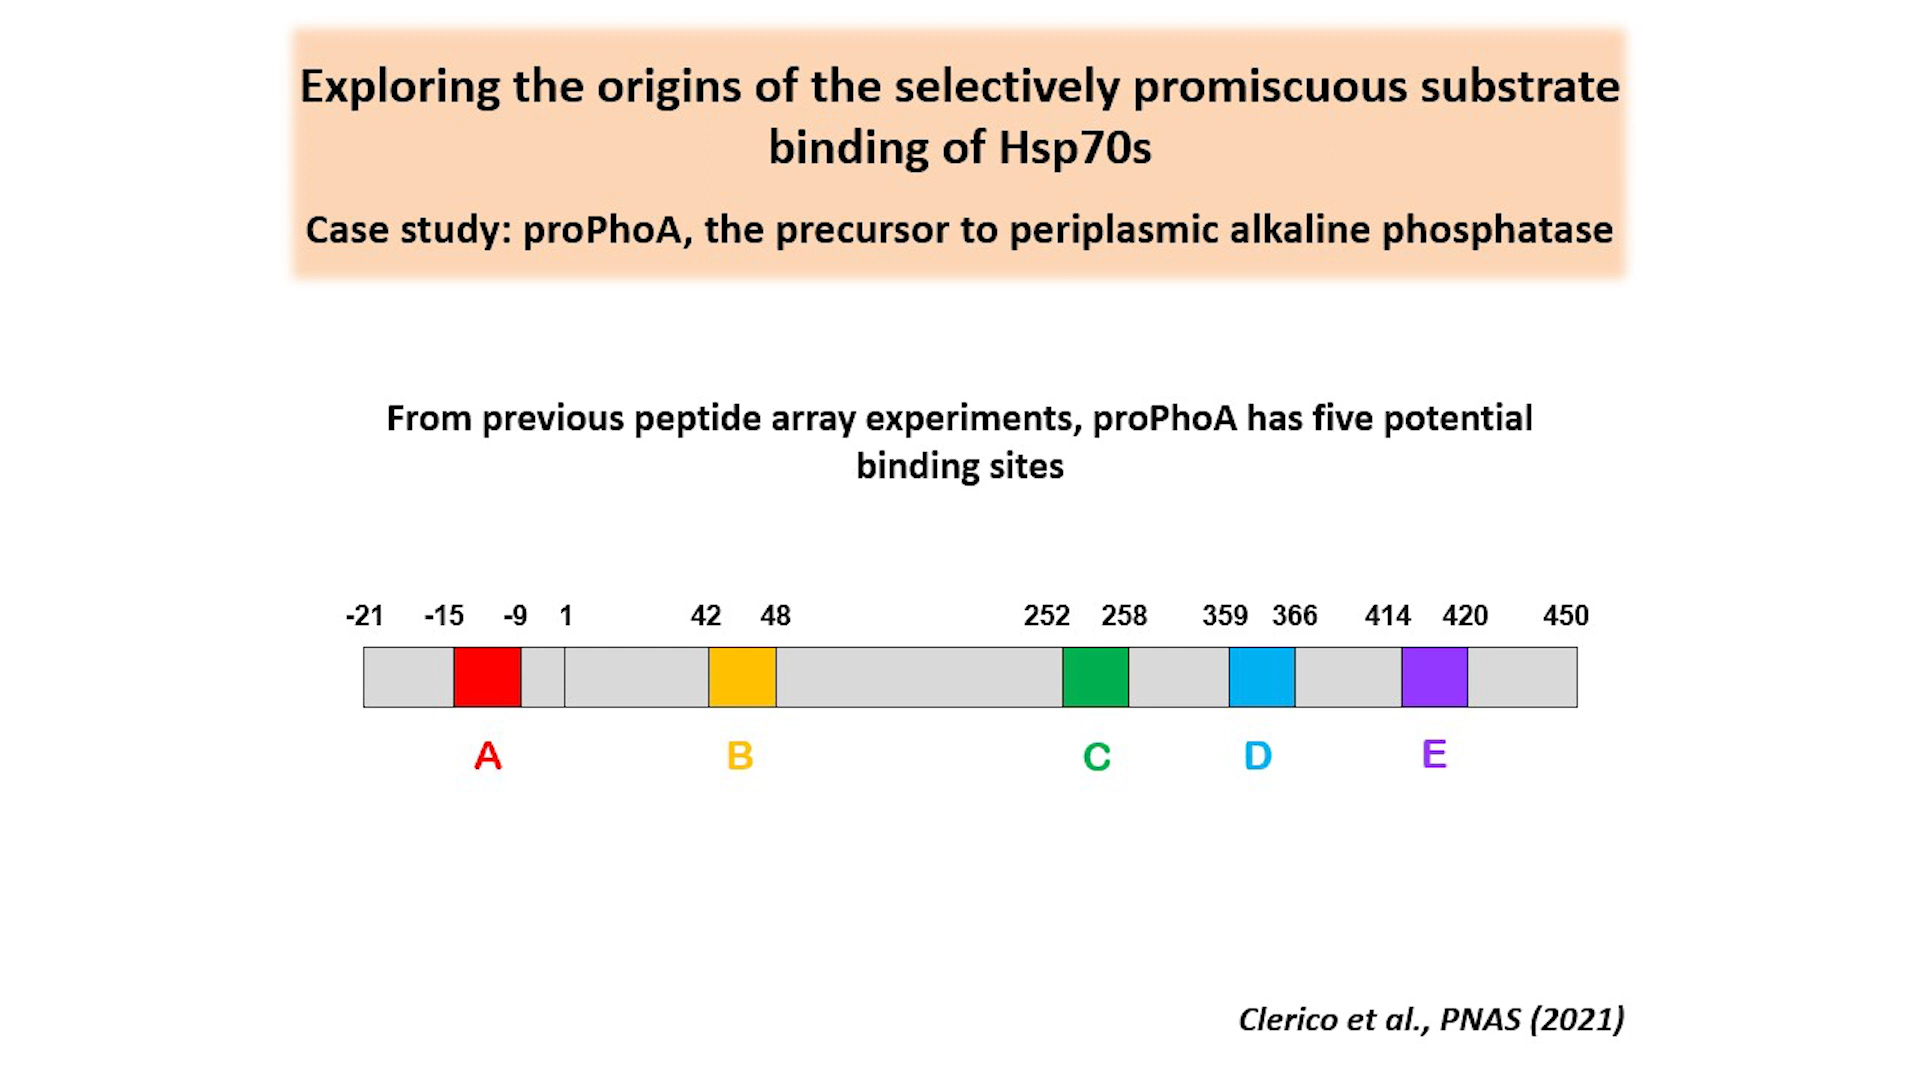 Exploring the origins of the selectively promiscuous substrate
binding of Hsp70s
Case study: proPhoA, the precursor to periplasmic alkaline phosphatase
From previous peptide array experiments, proPhoA has five potential
binding sites
-21 -15 -9 1 42 48 252 258 359 366 414 420 450
A B C D E
Clerico et al., PNAS (2021)